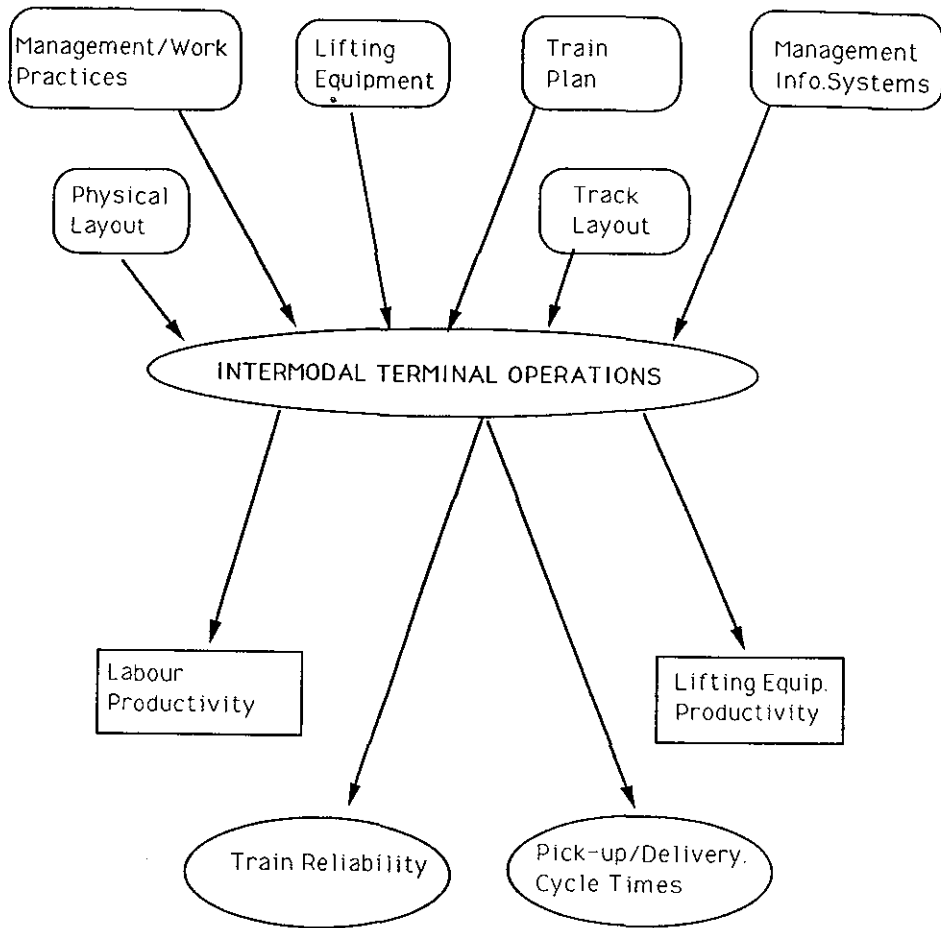 Management/Work
Practices
Lifting
Equipment
Train
Plan
Management
Info.Systems
Physical
Layout
Track
Layout
INTERMODAL TERMINAL OPERATIONS
Labour
Productivity
Lifting Equip.
Productivity
Train Reliability
Pick-up/Delivery.
Cycle Times